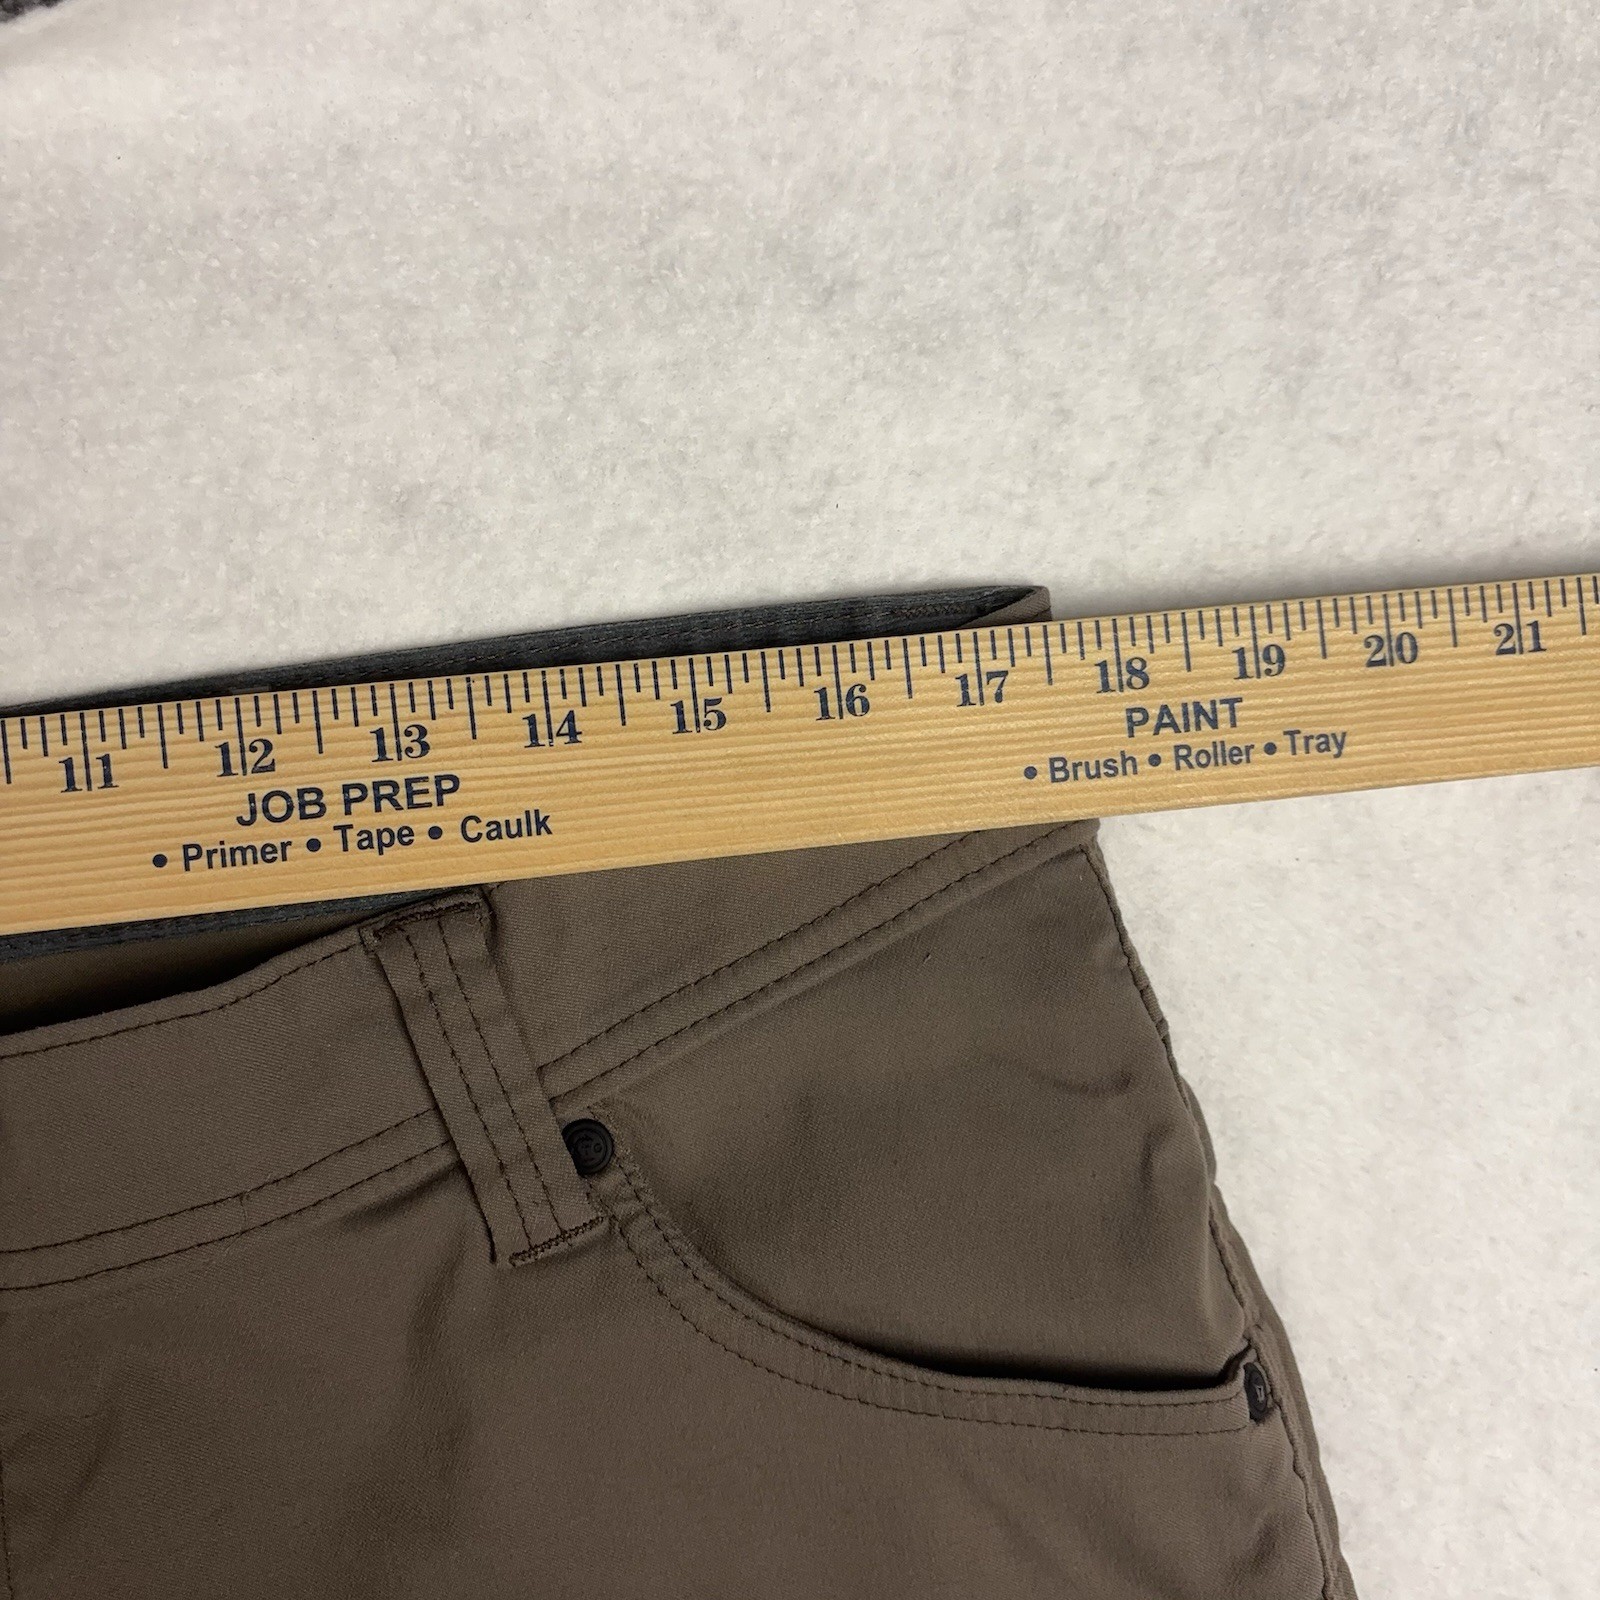 11 12 13 14 15 16 17 18 19 20 21
JOB PREP
• Primer • Tape • Caulk
PAINT
• Brush • Roller • Tray